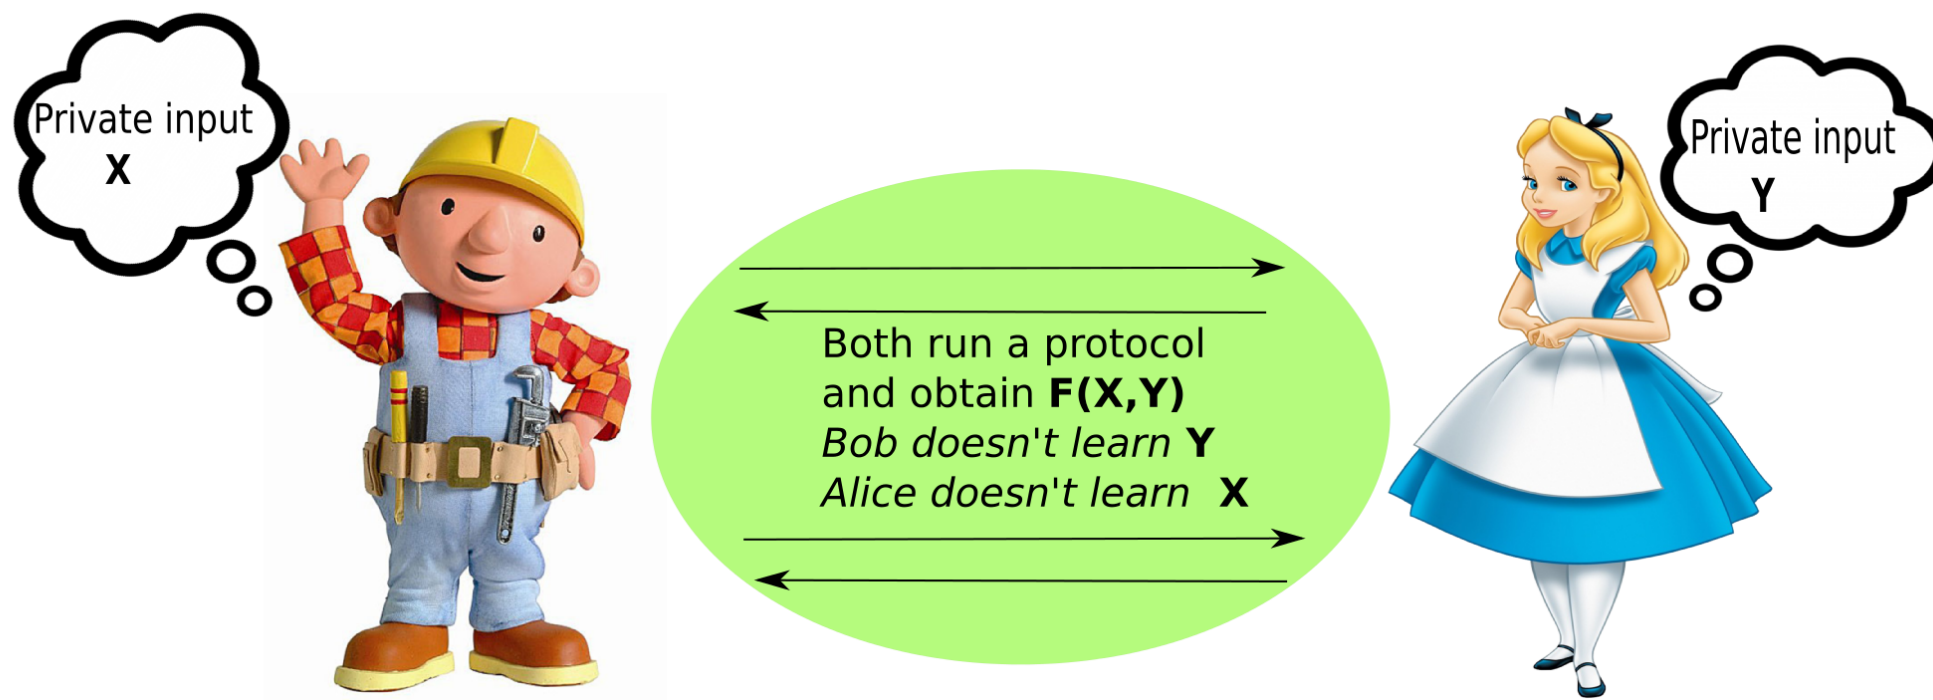 Private input
X
Both run a protocol
and obtain F(X,Y)
Bob doesn't learn Y
Alice doesn't learn X
Private input
Y